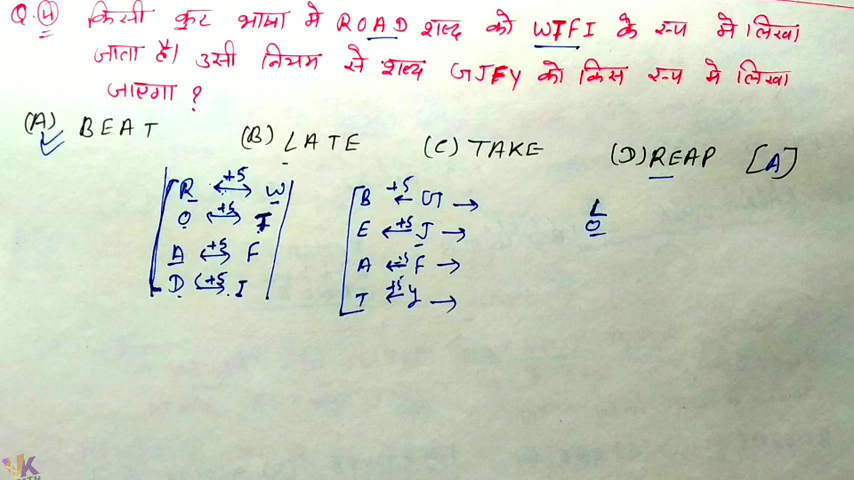 Q.④ किसी कुट भाषा मे ROAD शब्द को WTFI के रूप मे लिखा
जाता है। उसी नियम से शब्द GJFY को किस रूप मे लिखा
जाएगा ?
(A) BEAT (B) LATE (C) TAKE (D) REAP [A]
R +5 W
O +5 T
A +5 F
D +5 I
B +5 G
E +5 J
A +5 F
T +5 Y
L
O